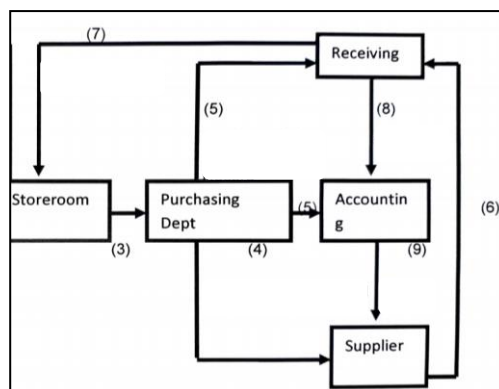 (7)
Receiving
(5)
(8)
Storeroom
Purchasing
Dept
(5)
Accountin
g
(6)
(3)
(4)
(9)
Supplier